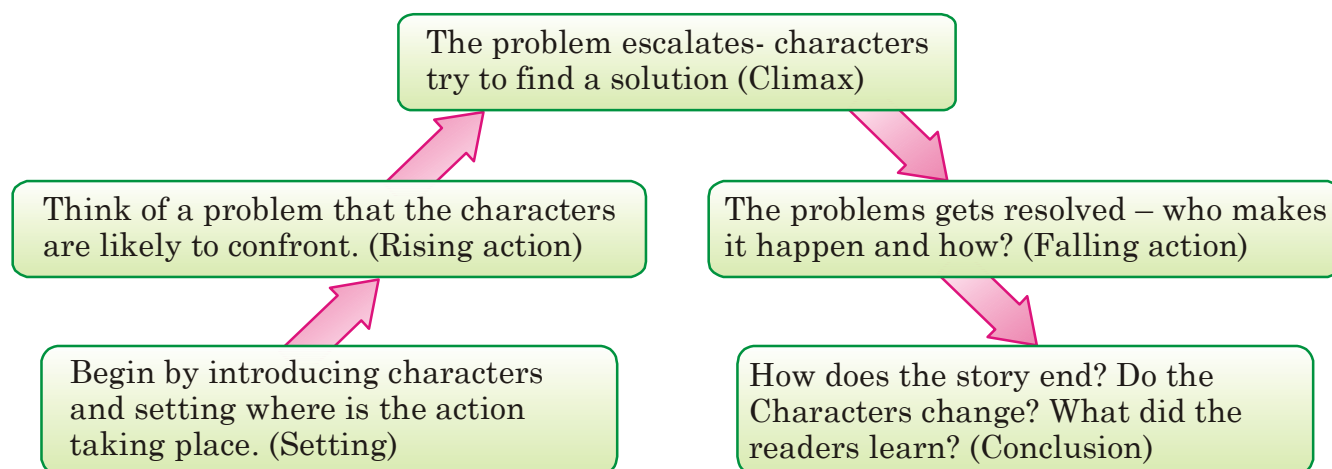 The problem escalates- characters
try to find a solution (Climax)
Think of a problem that the characters
are likely to confront. (Rising action)
The problems gets resolved – who makes
it happen and how? (Falling action)
Begin by introducing characters
and setting where is the action
taking place. (Setting)
How does the story end? Do the
Characters change? What did the
readers learn? (Conclusion)